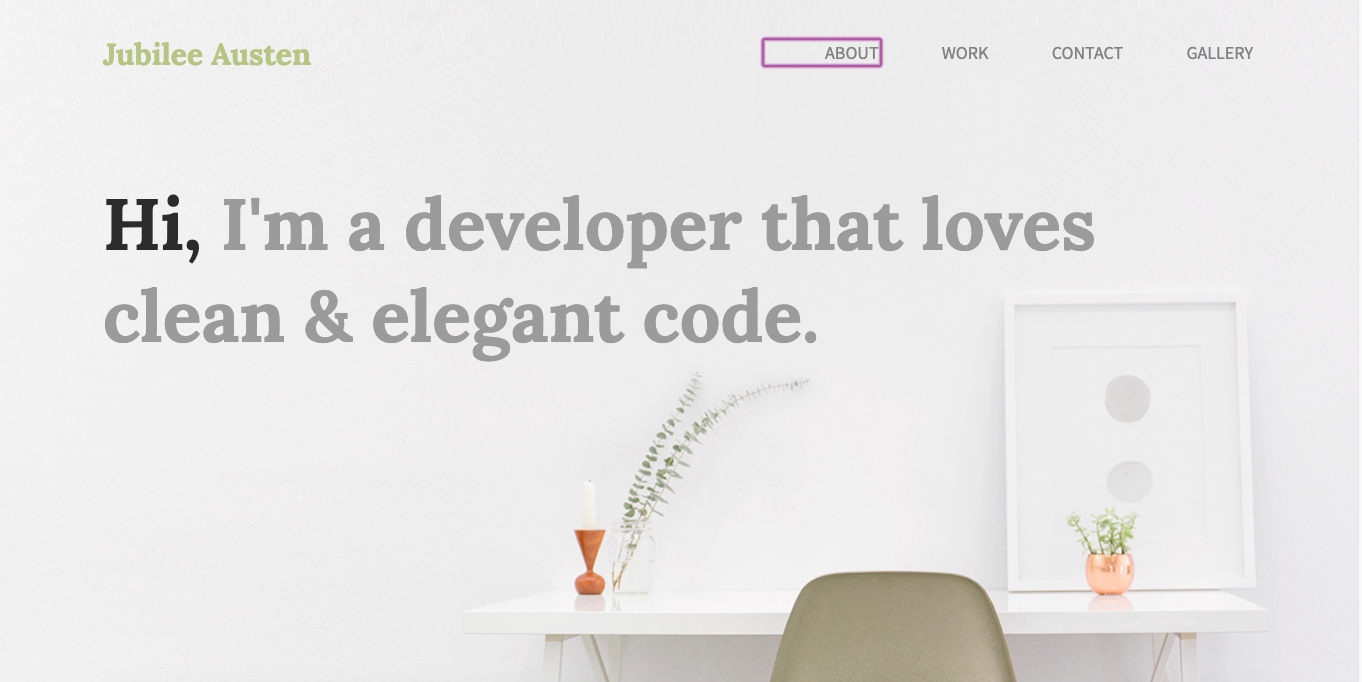 Jubilee Austen
ABOUT WORK CONTACT GALLERY
Hi, I'm a developer that loves
clean & elegant code.